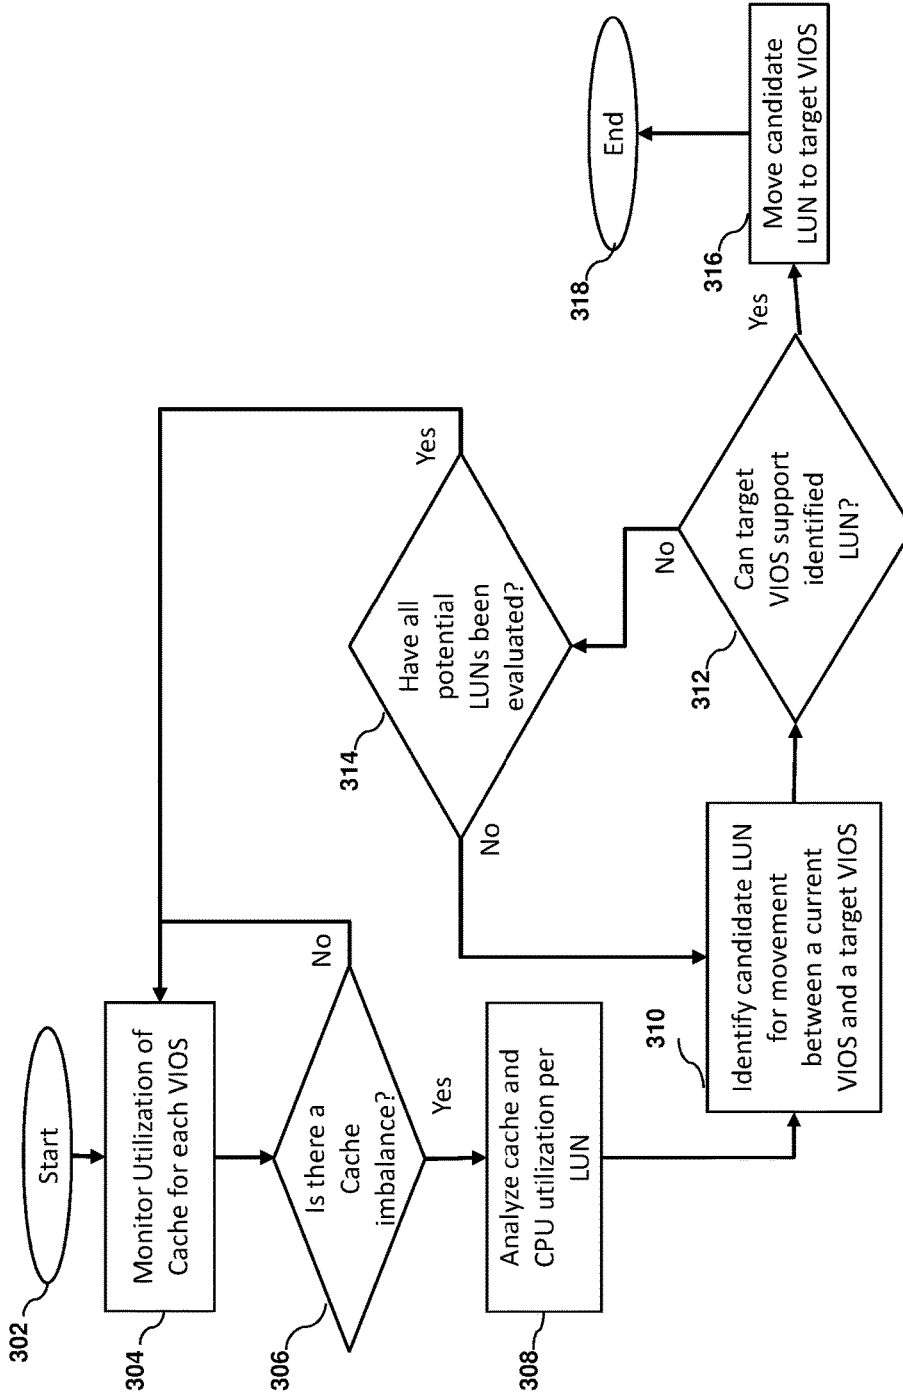 302
Start
304
Monitor Utilization of
Cache for each VIOS
306
Is there a
Cache
imbalance?
No
Yes
308
Analyze cache and
CPU utilization per
LUN
310
Identify candidate LUN
for movement
between a current
VIOS and a target VIOS
312
Can target
VIOS support
identified
LUN?
No
Yes
314
Have all
potential
LUNs been
evaluated?
No
Yes
316
Move candidate
LUN to target VIOS
318
End